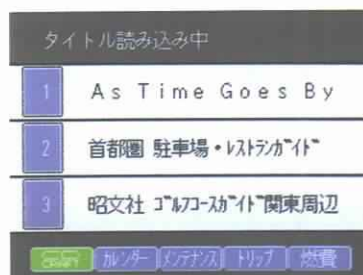 タイトル読み込み中
1 As Time Goes By
2 首都圏 駐車場・レストランガイド
3 昭文社 ゴルフコースガイド関東周辺
カレンダー メンテナンス トリップ 燃費